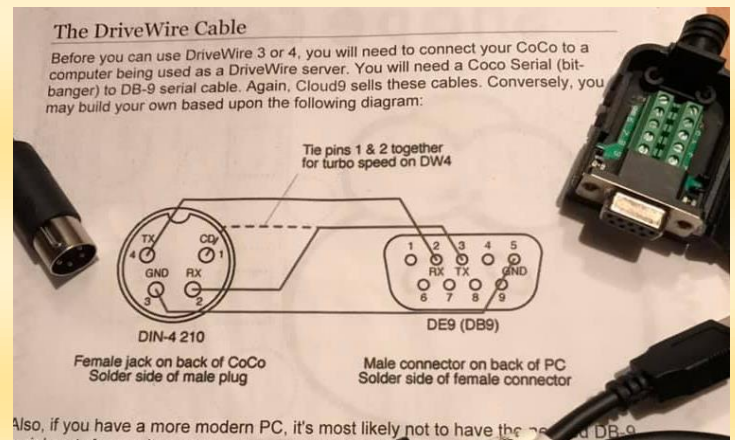 The DriveWire Cable
Before you can use DriveWire 3 or 4, you will need to connect your CoCo to a
computer being used as a DriveWire server. You will need a Coco Serial (bit-
banger) to DB-9 serial cable. Again, Cloud9 sells these cables. Conversely, you
may build your own based upon the following diagram:
Tie pins 1 & 2 together
for turbo speed on DW4
TX CD
4 1
GND RX
3 2
1 2 3 4 5
RX TX GND
6 7 8 9
DIN-4 210
DE9 (DB9)
Female jack on back of CoCo
Solder side of male plug
Male connector on back of PC
Solder side of female connector
Also, if you have a more modern PC, it's most likely not to have the DB-9